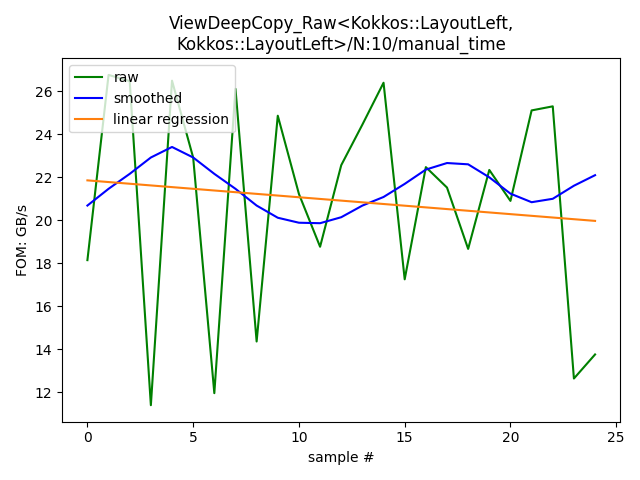 ViewDeepCopy_Raw<Kokkos::LayoutLeft,
Kokkos::LayoutLeft>/N:10/manual_time
raw
smoothed
linear regression
FOM: GB/s
26
24
22
20
18
16
14
12
0
5
10
15
20
25
sample #